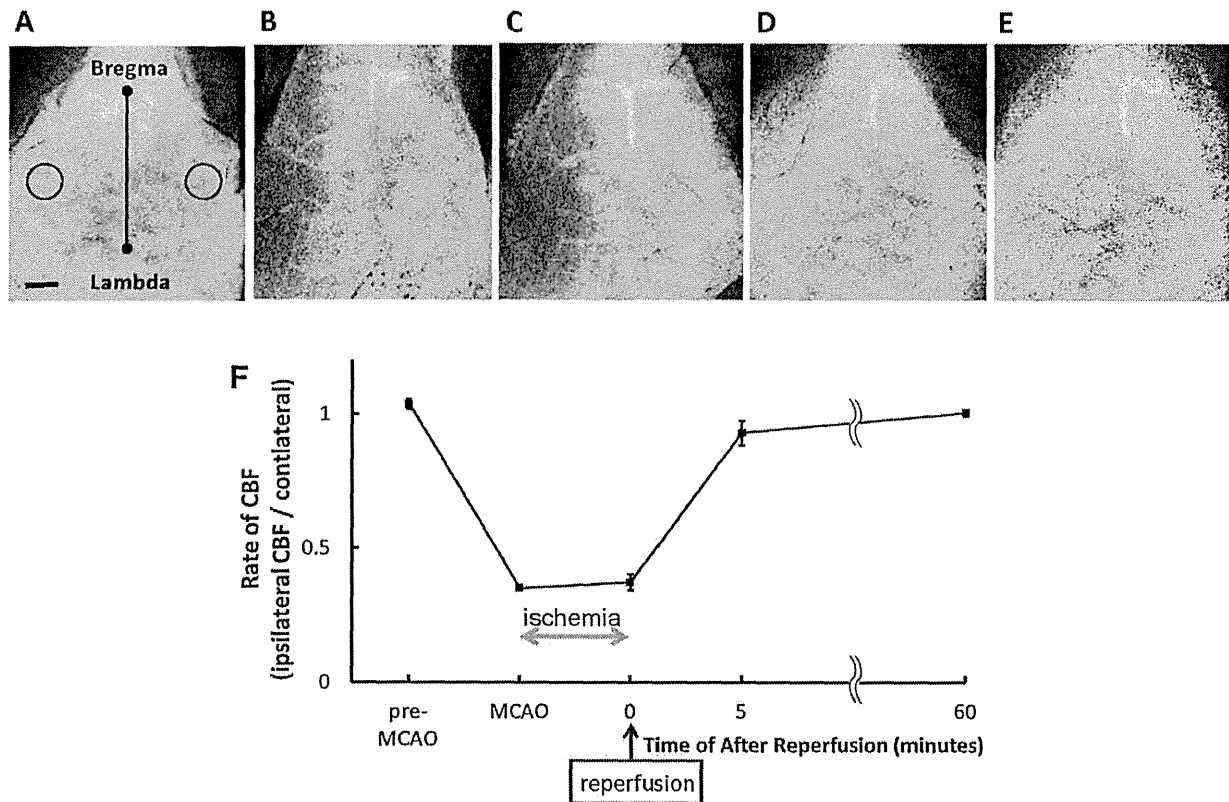 A
B
C
D
E
Bregma
Lambda
F
Rate of CBF
(ipsilateral CBF / contlateral)
1
0.5
0
ischemia
pre-
MCAO
MCAO
0
5
60
Time of After Reperfusion (minutes)
reperfusion